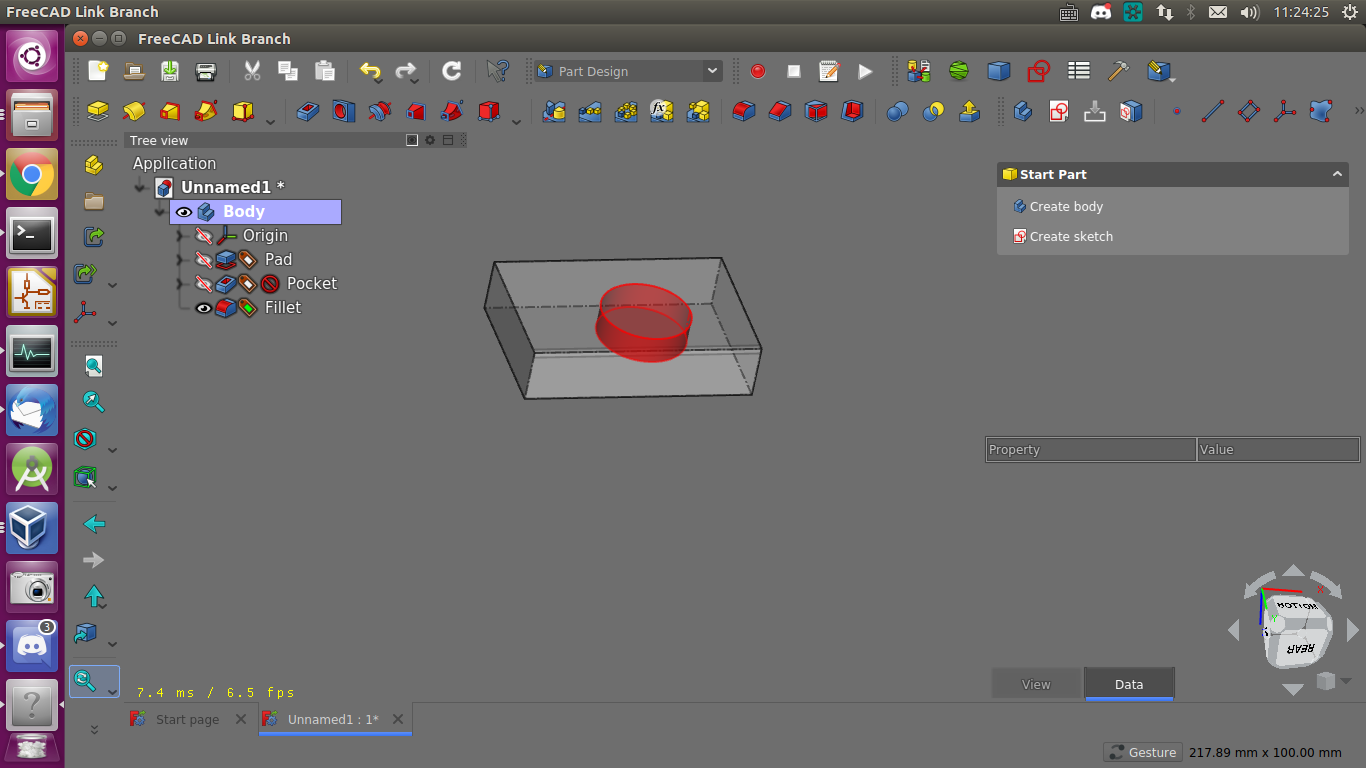 FreeCAD Link Branch
11:24:25
FreeCAD Link Branch
Part Design
f(x)
Tree view
Application
Unnamed1 *
Body
Origin
Pad
Pocket
Fillet
Start Part
Create body
Create sketch
Property Value
X
REAR
3
7.4 ms / 6.5 fps
View Data
Start page
Unnamed1 : 1*
Gesture
217.89 mm x 100.00 mm